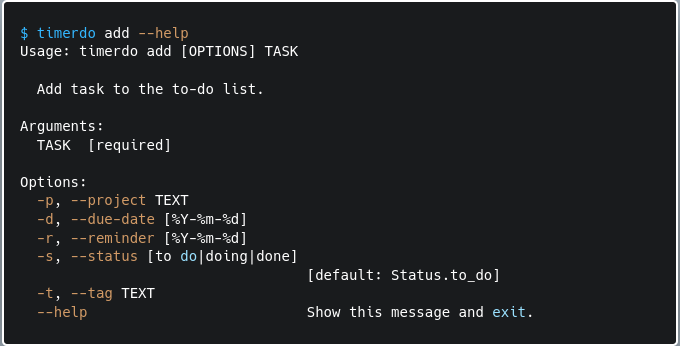 $ timerdo add --help
Usage: timerdo add [OPTIONS] TASK
Add task to the to-do list.
Arguments:
TASK  [required]
Options:
-p, --project TEXT
-d, --due-date [%Y-%m-%d]
-r, --reminder [%Y-%m-%d]
-s, --status [to do|doing|done]
[default: Status.to_do]
-t, --tag TEXT
--help                          Show this message and exit.